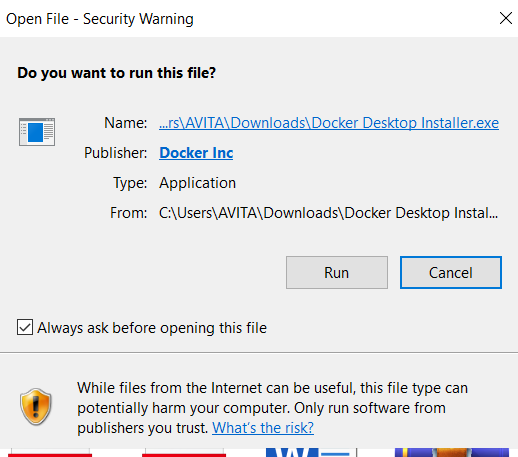 Open File - Security Warning
Do you want to run this file?
Name: ...rs\AVITA\Downloads\Docker Desktop Installer.exe
Publisher: Docker Inc
Type: Application
From: C:\Users\AVITA\Downloads\Docker Desktop Instal...
Run Cancel
Always ask before opening this file
While files from the Internet can be useful, this file type can
potentially harm your computer. Only run software from
publishers you trust. What's the risk?
W